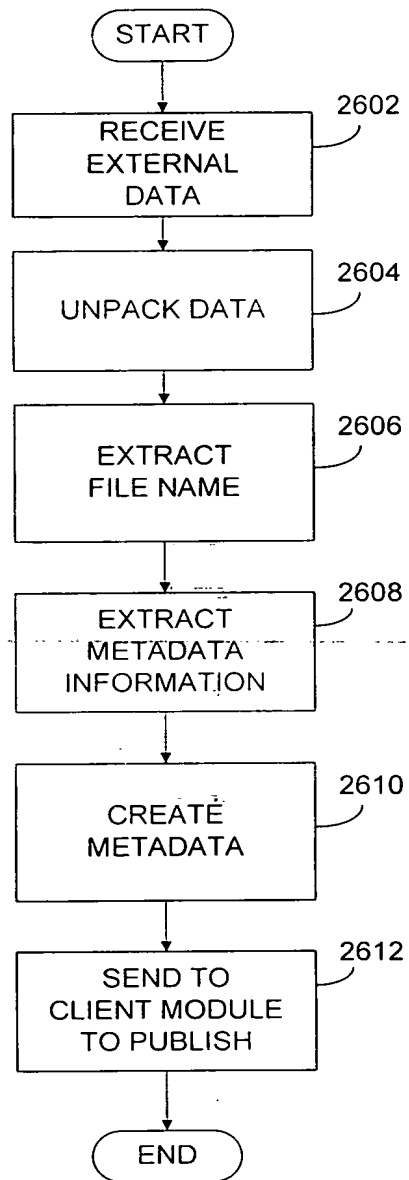 START
2602
RECEIVE
EXTERNAL
DATA
2604
UNPACK DATA
2606
EXTRACT
FILE NAME
2608
EXTRACT
METADATA
INFORMATION
2610
CREATE
METADATA
2612
SEND TO
CLIENT MODULE
TO PUBLISH
END